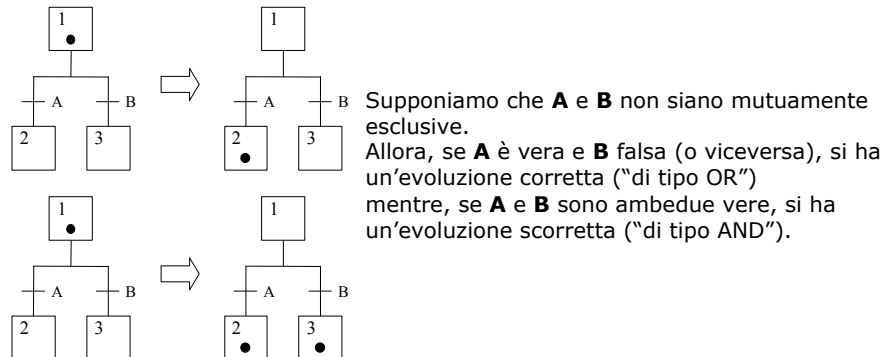 1
1
A
B
A
B
2
3
2
3
Supponiamo che A e B non siano mutuamente
esclusive.
Allora, se A è vera e B falsa (o viceversa), si ha
un’evoluzione corretta (“di tipo OR”)
mentre, se A e B sono ambedue vere, si ha
un’evoluzione scorretta (“di tipo AND”).
1
1
A
B
A
B
2
3
2
3